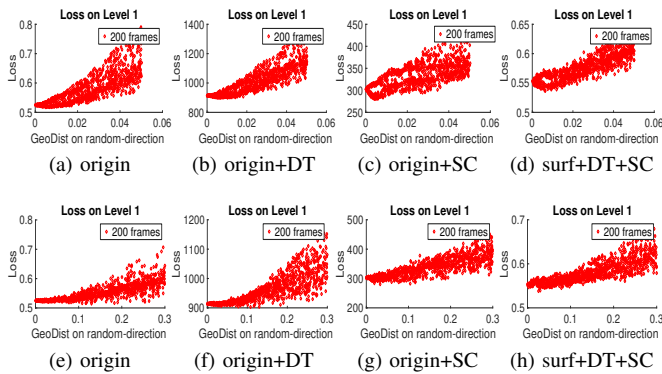 Loss on Level 1
Loss on Level 1
Loss on Level 1
Loss on Level 1
0.8
0.7
0.6
0.5
Loss
200 frames
0
0.02
0.04
0.06
GeoDist on random-direction
1400
1200
1000
800
Loss
200 frames
0
0.02
0.04
0.06
GeoDist on random-direction
450
400
350
300
250
Loss
200 frames
0
0.02
0.04
0.06
GeoDist on random-direction
0.6
0.5
Loss
200 frames
0
0.02
0.04
0.06
GeoDist on random-direction
(a) origin
(b) origin+DT
(c) origin+SC
(d) surf+DT+SC
Loss on Level 1
Loss on Level 1
Loss on Level 1
Loss on Level 1
0.8
0.7
0.6
0.5
Loss
200 frames
0
0.1
0.2
0.3
GeoDist on random-direction
1200
1100
1000
900
Loss
200 frames
0
0.1
0.2
0.3
GeoDist on random-direction
500
400
300
200
Loss
200 frames
0
0.1
0.2
0.3
GeoDist on random-direction
0.7
0.6
0.5
Loss
200 frames
0
0.1
0.2
0.3
GeoDist on random-direction
(e) origin
(f) origin+DT
(g) origin+SC
(h) surf+DT+SC